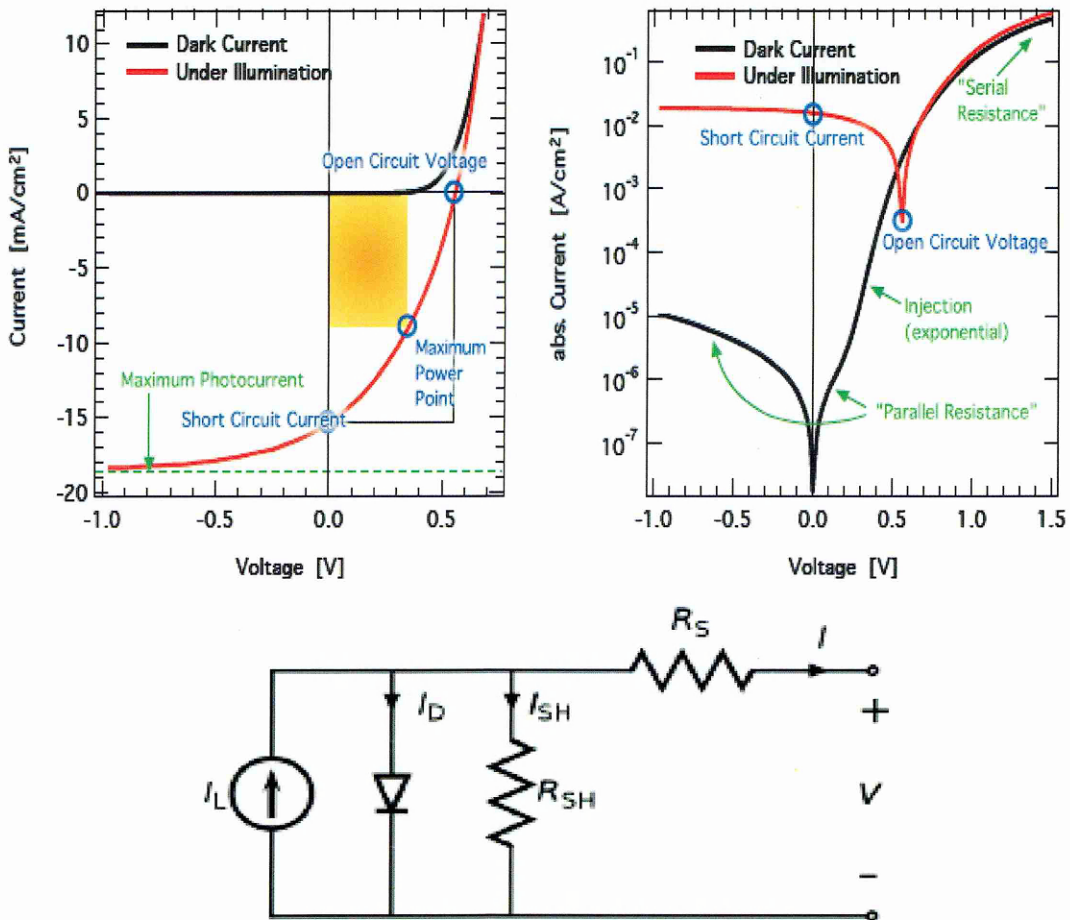 Dark Current
Under Illumination
Open Circuit Voltage
Maximum
Power
Point
Maximum Photocurrent
Short Circuit Current
10
5
0
-5
-10
-15
-20
Current [mA/cm²]
-1.0
-0.5
0.0
0.5
Voltage [V]
Dark Current
Under Illumination
"Serial
Resistance"
Short Circuit Current
Open Circuit Voltage
Injection
(exponential)
"Parallel Resistance"
10⁻¹
10⁻²
10⁻³
10⁻⁴
10⁻⁵
10⁻⁶
10⁻⁷
abs. Current [A/cm²]
-1.0
-0.5
0.0
0.5
1.0
1.5
Voltage [V]
R_S
I
I_D
I_SH
+
I_L
R_SH
V
-